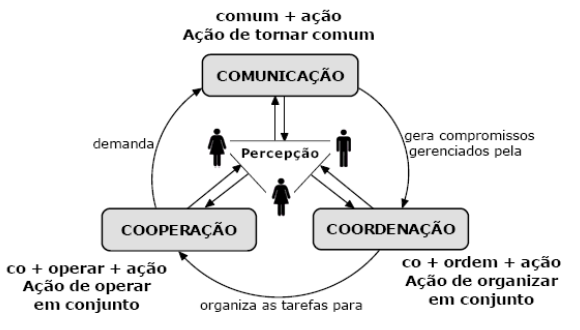 comum + ação
Ação de tornar comum
COMUNICAÇÃO
demanda
gera compromissos
gerenciados pela
Percepção
COOPERAÇÃO
COORDENAÇÃO
co + operar + ação
Ação de operar
em conjunto
co + ordem + ação
Ação de organizar
em conjunto
organiza as tarefas para